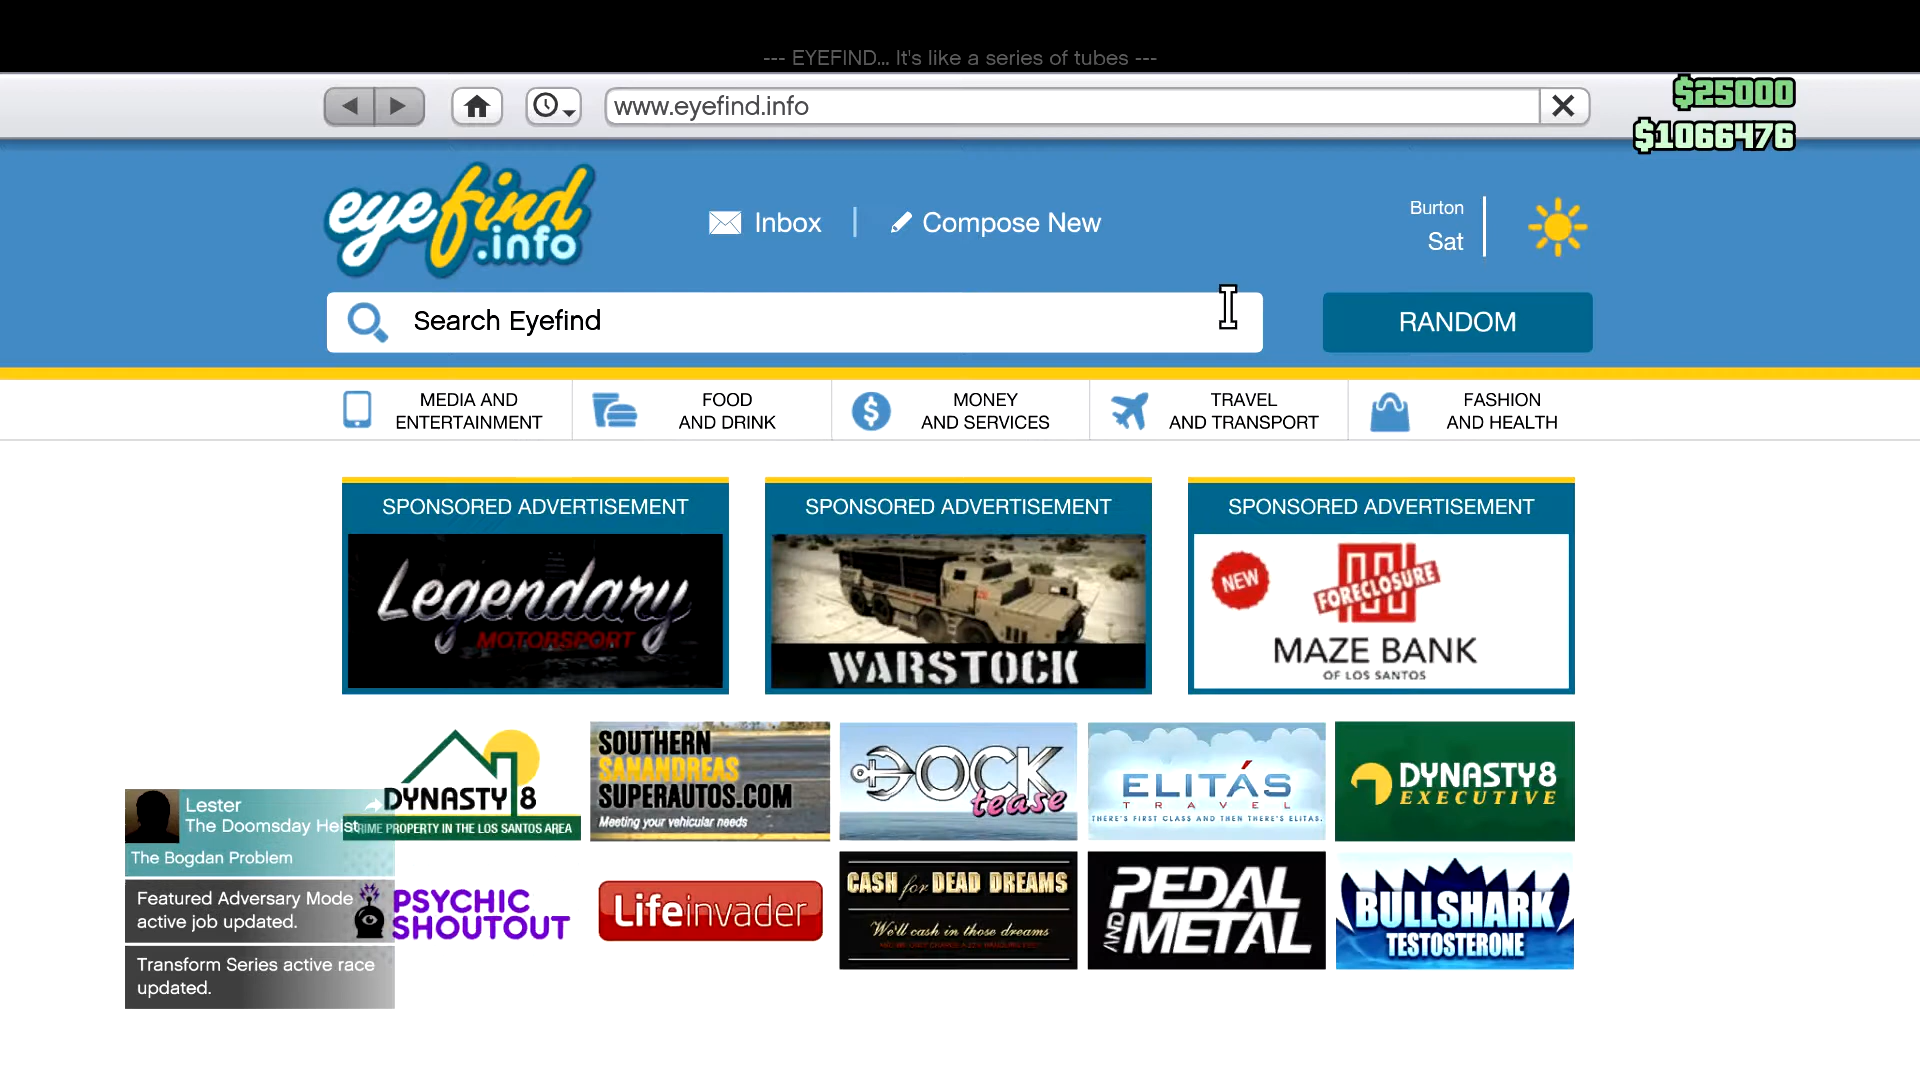 --- EYEFIND... It's like a series of tubes ---
www.eyefind.info
$25000
$1066476
eyefind
.info
Inbox
Compose New
Burton
Sat
Search Eyefind
RANDOM
MEDIA AND
ENTERTAINMENT
FOOD
AND DRINK
MONEY
AND SERVICES
TRAVEL
AND TRANSPORT
FASHION
AND HEALTH
SPONSORED ADVERTISEMENT
Legendary
MOTORSPORT
SPONSORED ADVERTISEMENT
WARSTOCK
SPONSORED ADVERTISEMENT
NEW
FORECLOSURE
MAZE BANK
OF LOS SANTOS
DYNASTY 8
PRIME PROPERTY IN THE LOS SANTOS AREA
SOUTHERN
SANANDREAS
SUPERAUTOS.COM
Meeting your vehicular needs
DOCK
tease
ELITÁS
TRAVEL
THERE'S FIRST CLASS AND THEN THERE'S ELITAS.
DYNASTY8
EXECUTIVE
Lester
The Doomsday Heist
The Bogdan Problem
Featured Adversary Mode
active job updated.
Transform Series active race
updated.
PSYCHIC
SHOUTOUT
Lifeinvader
CASH for DEAD DREAMS
We'll cash in those dreams
PEDAL
AND
METAL
BULLSHARK
TESTOSTERONE